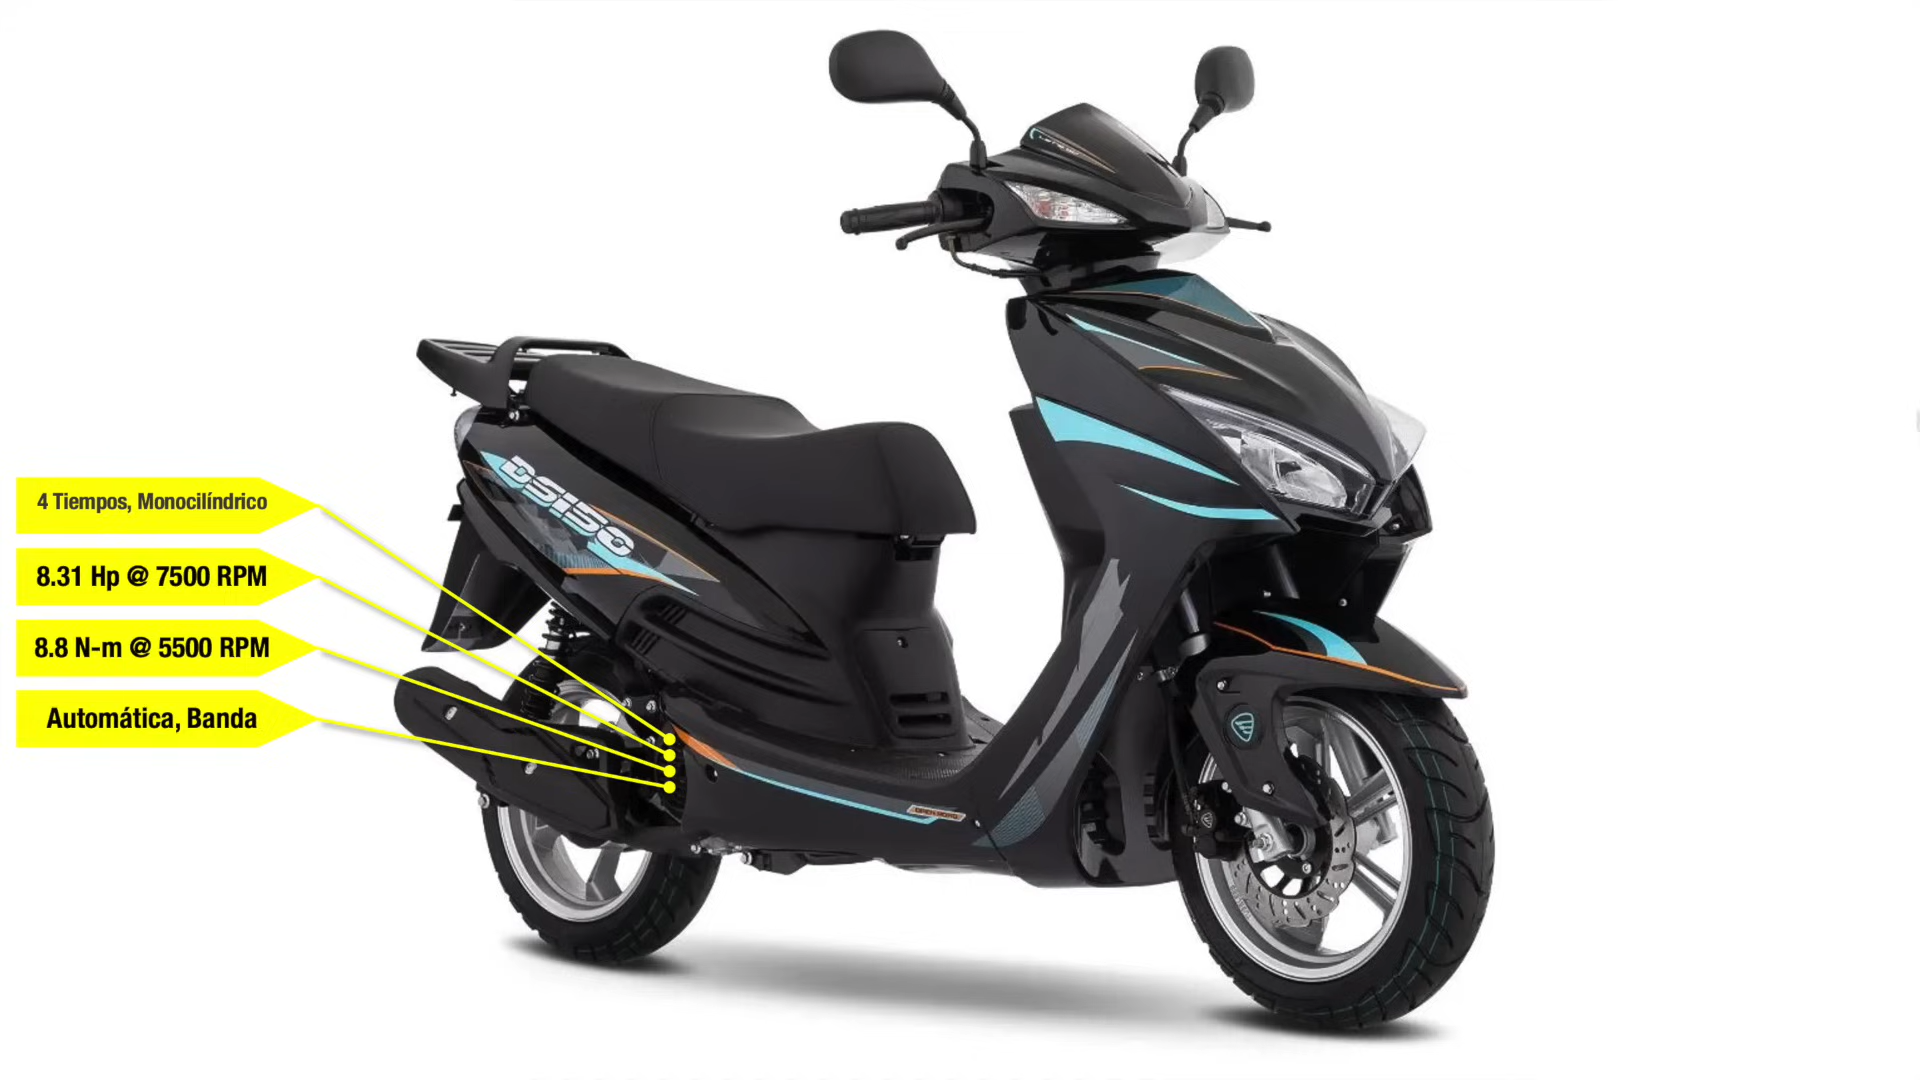 4 Tiempos, Monocilíndrico
8.31 Hp @ 7500 RPM
8.8 N-m @ 5500 RPM
Automática, Banda
DS150